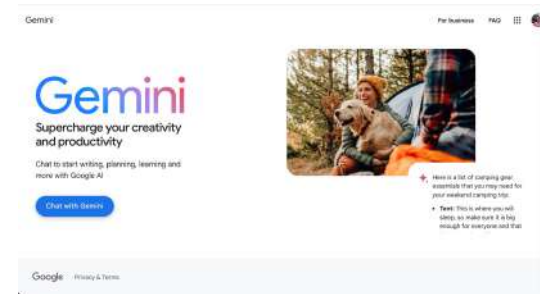 Gemini
For business FAQ
Gemini
Supercharge your creativity
and productivity
Chat to start writing, planning, learning and
more with Google AI
Chat with Gemini
Here is a list of camping gear
essentials that you may need for
your weekend camping trip:
• Tent: This is where you will
sleep, so make sure it is big
enough for everyone and that
Google Privacy & Terms